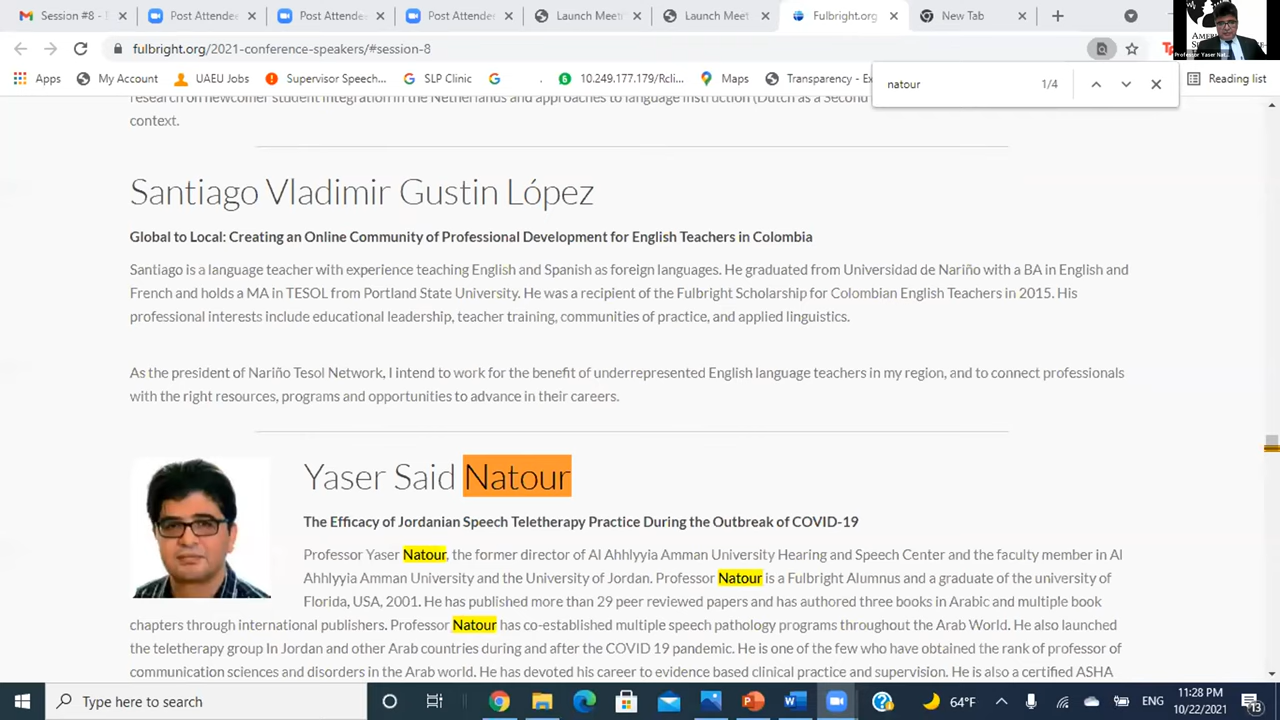 Session #8 -
Post Attende
Post Attende
Post Attende
Launch Meet
Launch Meet
Fulbright.org
New Tab
fulbright.org/2021-conference-speakers/#session-8
Apps
My Account
UAEU Jobs
Supervisor Speech...
SLP Clinic
.
10.249.177.179/Rcli...
Maps
Transparency - Ex
Reading list
natour
1/4
Professor Yaser Nat...
research on newcomer student integration in the Netherlands and approaches to language instruction (Dutch as a Second
context.
Santiago Vladimir Gustin López
Global to Local: Creating an Online Community of Professional Development for English Teachers in Colombia
Santiago is a language teacher with experience teaching English and Spanish as foreign languages. He graduated from Universidad de Nariño with a BA in English and
French and holds a MA in TESOL from Portland State University. He was a recipient of the Fulbright Scholarship for Colombian English Teachers in 2015. His
professional interests include educational leadership, teacher training, communities of practice, and applied linguistics.
As the president of Nariño Tesol Network, I intend to work for the benefit of underrepresented English language teachers in my region, and to connect professionals
with the right resources, programs and opportunities to advance in their careers.
Yaser Said Natour
The Efficacy of Jordanian Speech Teletherapy Practice During the Outbreak of COVID-19
Professor Yaser Natour, the former director of Al Ahhlyyia Amman University Hearing and Speech Center and the faculty member in Al
Ahhlyyia Amman University and the University of Jordan. Professor Natour is a Fulbright Alumnus and a graduate of the university of
Florida, USA, 2001. He has published more than 29 peer reviewed papers and has authored three books in Arabic and multiple book
chapters through international publishers. Professor Natour has co-established multiple speech pathology programs throughout the Arab World. He also launched
the teletherapy group In Jordan and other Arab countries during and after the COVID 19 pandemic. He is one of the few who have obtained the rank of professor of
communication sciences and disorders in the Arab world. He has devoted his career to evidence based clinical practice and supervision. He is also a certified ASHA
Type here to search
64°F
ENG
11:28 PM
10/22/2021
13